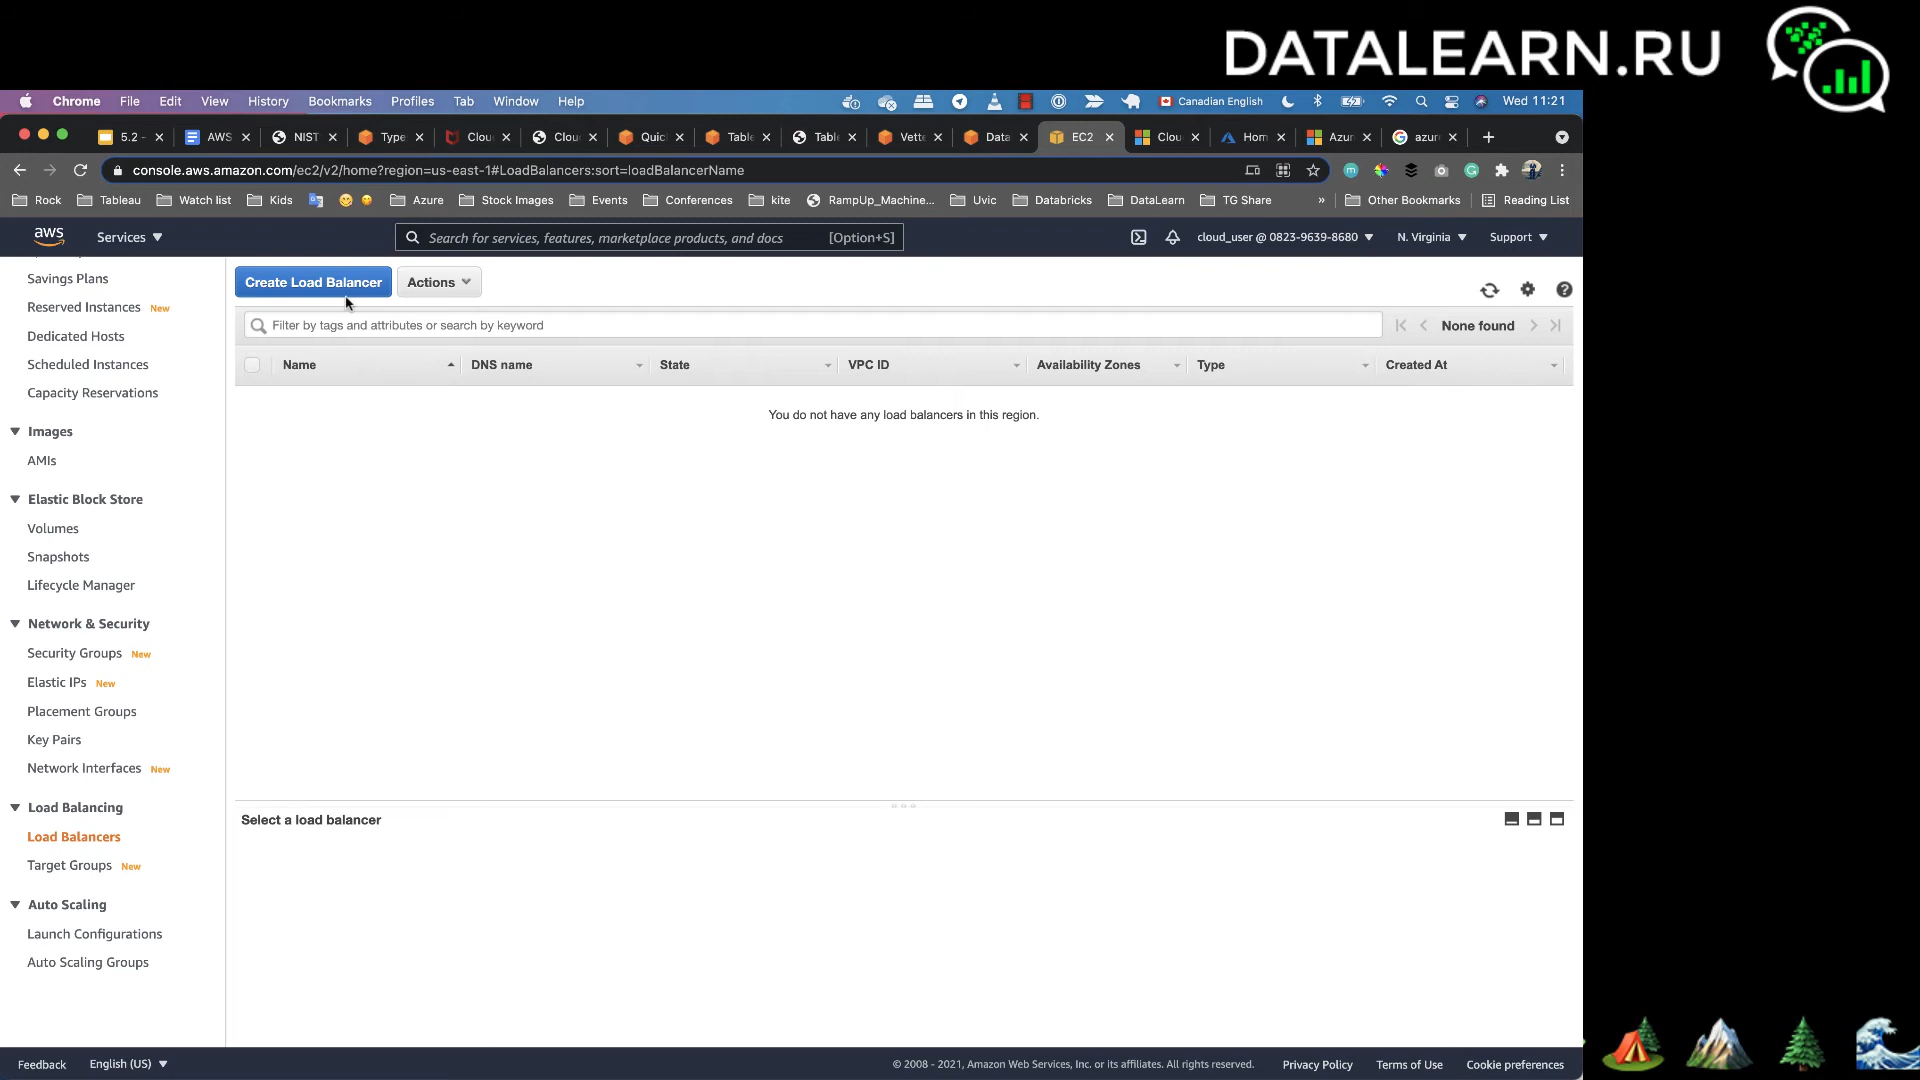 DATALEARN.RU
Chrome File Edit View History Bookmarks Profiles Tab Window Help Canadian English Wed 11:21
5.2 - AWS NIST Type Clou Clou Quic Table Table Vette Data EC2 Clou Hom Azur azure
console.aws.amazon.com/ec2/v2/home?region=us-east-1#LoadBalancers:sort=loadBalancerName
Rock Tableau Watch list Kids Azure Stock Images Events Conferences kite RampUp_Machine... Uvic Databricks DataLearn TG Share » Other Bookmarks Reading List
aws Services Search for services, features, marketplace products, and docs [Option+S] cloud_user @ 0823-9639-8680 N. Virginia Support
Savings Plans
Reserved Instances New
Dedicated Hosts
Scheduled Instances
Capacity Reservations
Images
AMIs
Elastic Block Store
Volumes
Snapshots
Lifecycle Manager
Network & Security
Security Groups New
Elastic IPs New
Placement Groups
Key Pairs
Network Interfaces New
Load Balancing
Load Balancers
Target Groups New
Auto Scaling
Launch Configurations
Auto Scaling Groups
Create Load Balancer Actions
Filter by tags and attributes or search by keyword None found
Name DNS name State VPC ID Availability Zones Type Created At
You do not have any load balancers in this region.
Select a load balancer
Feedback English (US) © 2008 - 2021, Amazon Web Services, Inc. or its affiliates. All rights reserved. Privacy Policy Terms of Use Cookie preferences